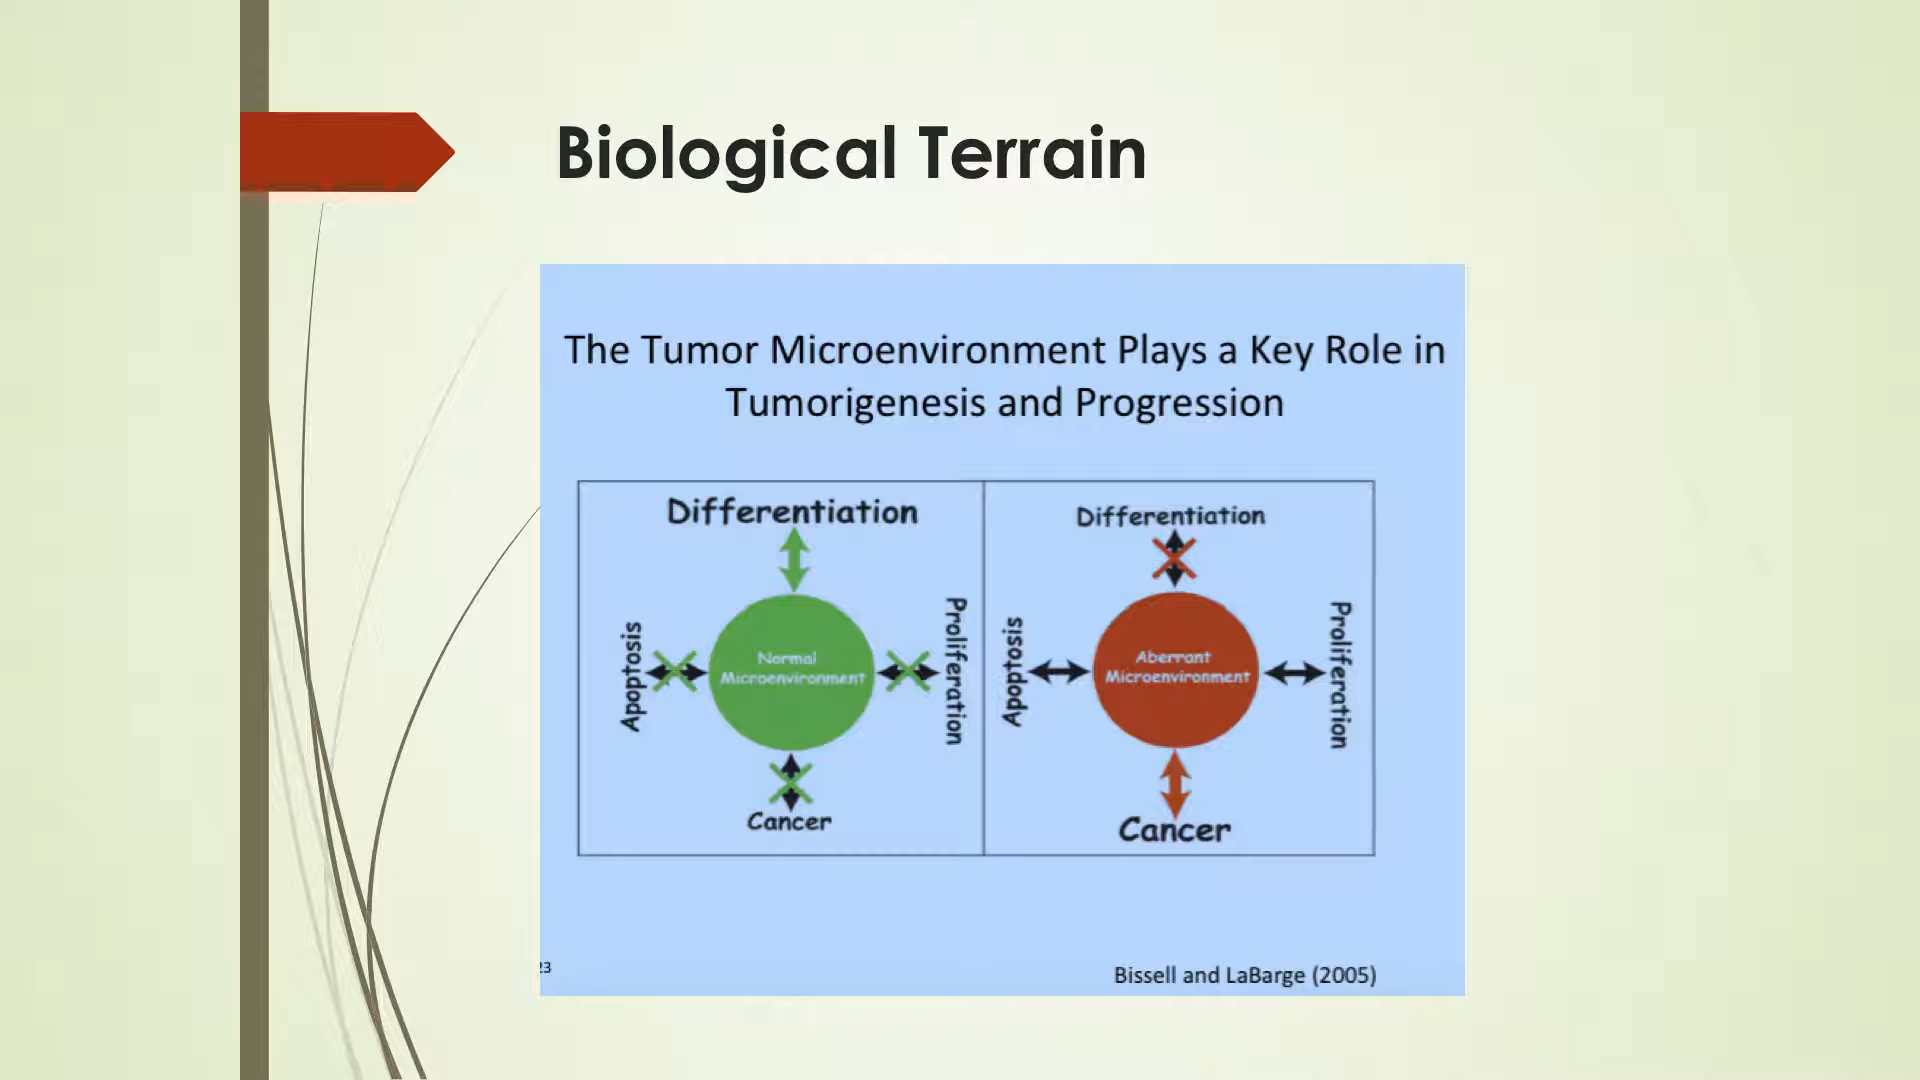 Biological Terrain
The Tumor Microenvironment Plays a Key Role in
Tumorigenesis and Progression
Differentiation
Apoptosis
Normal
Microenvironment
Proliferation
Cancer
Differentiation
Apoptosis
Aberrant
Microenvironment
Proliferation
Cancer
23
Bissell and LaBarge (2005)